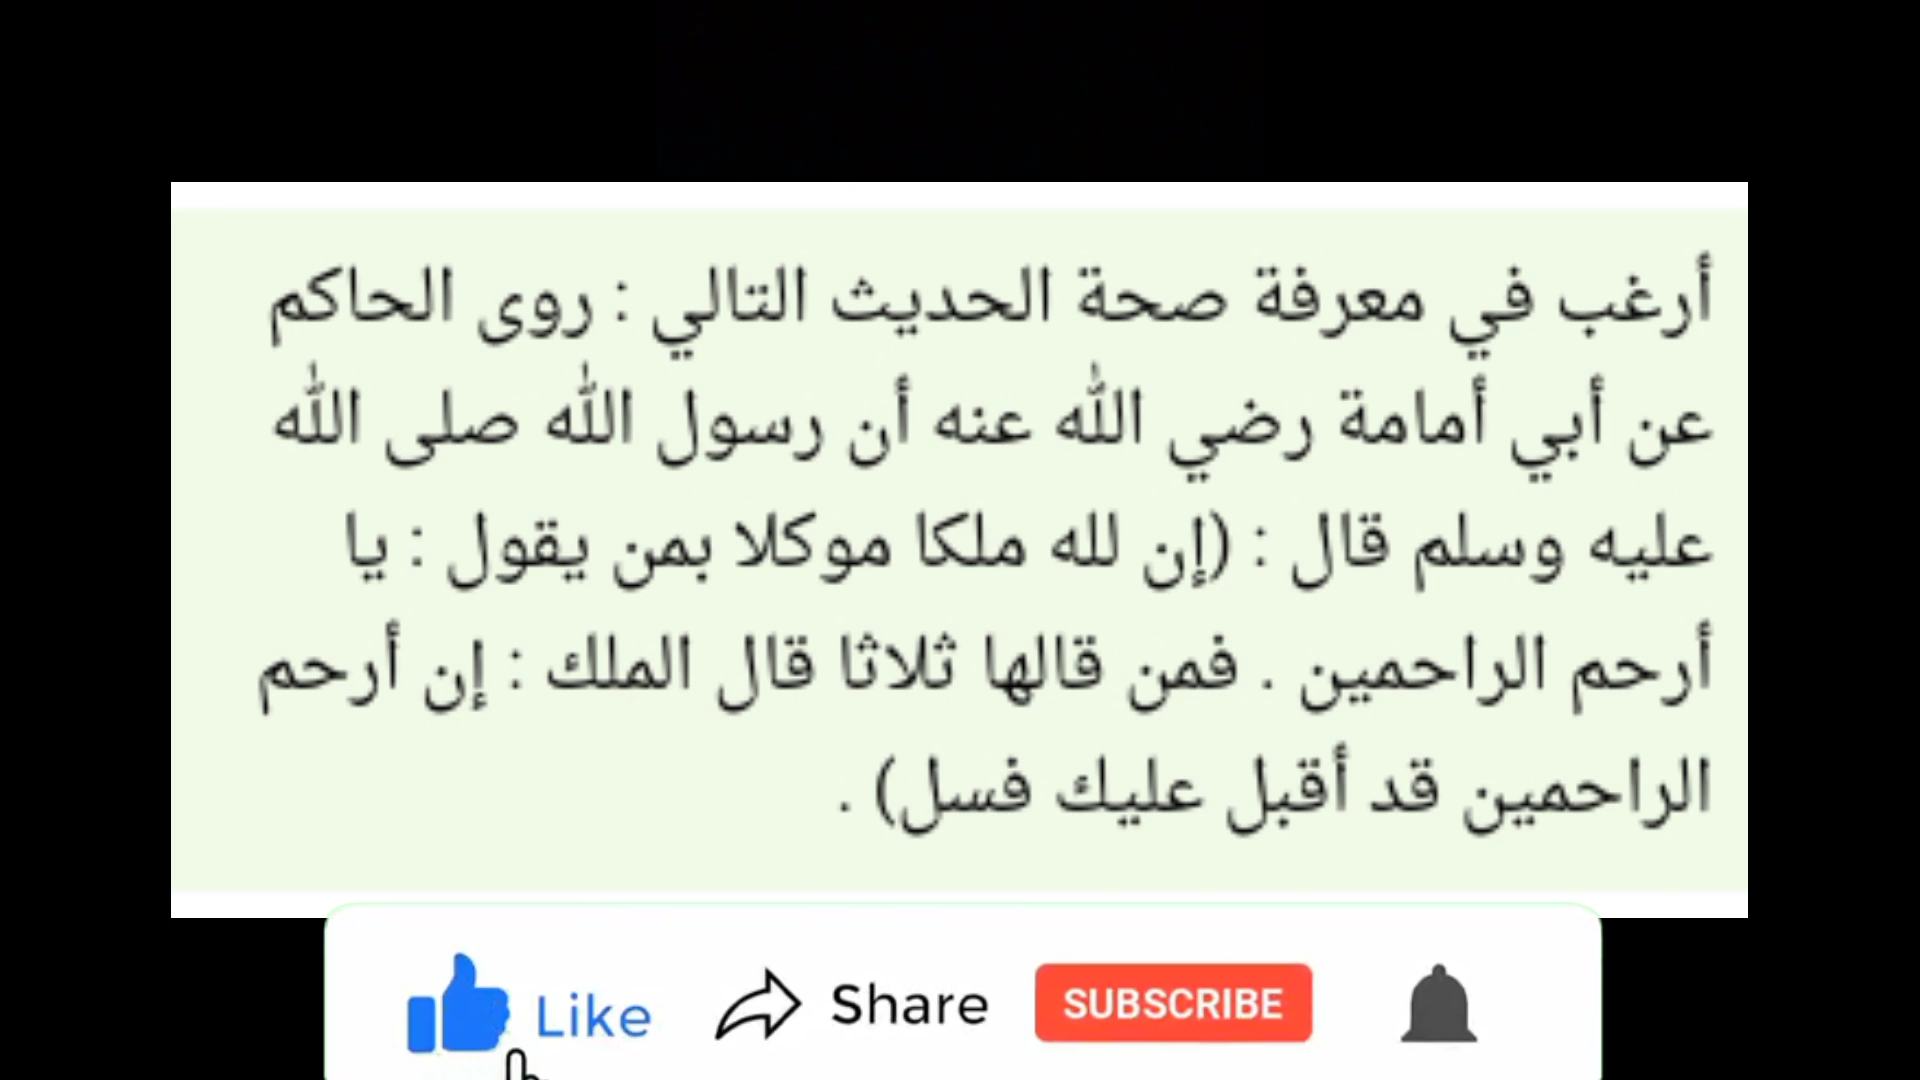 أرغب في معرفة صحة الحديث التالي : روى الحاكم
عن أبي أمامة رضي الله عنه أن رسول الله صلى الله
عليه وسلم قال : (إن لله ملكا موكلا بمن يقول : يا
أرحم الراحمين . فمن قالها ثلاثا قال الملك : إن أرحم
الراحمين قد أقبل عليك فسل) .
Like Share SUBSCRIBE